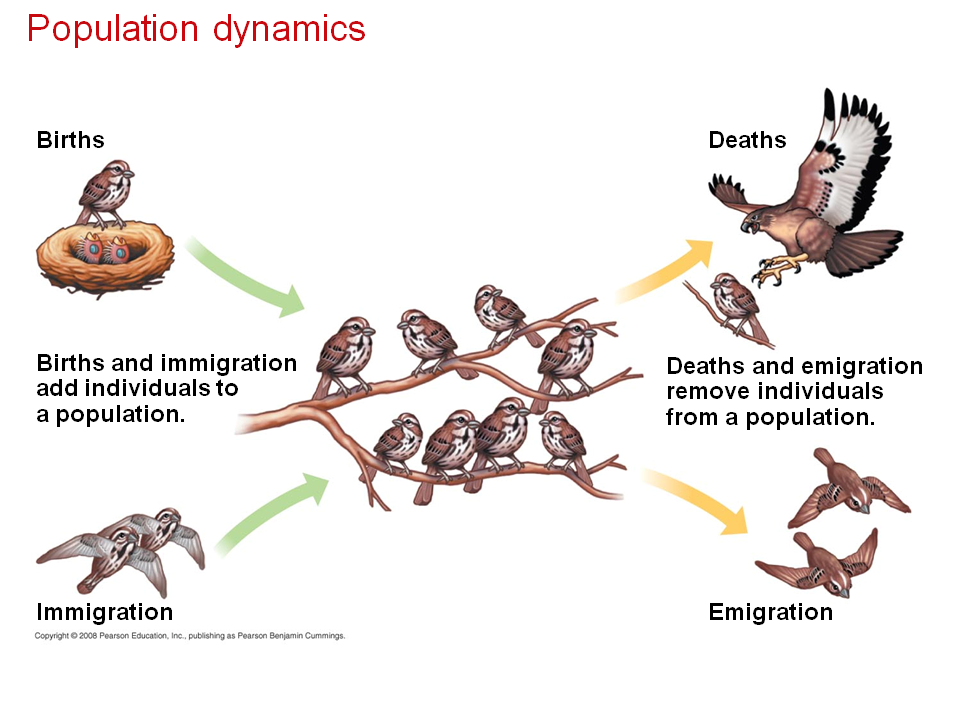 Population dynamics
Births
Deaths
Births and immigration
add individuals to
a population.
Deaths and emigration
remove individuals
from a population.
Immigration
Emigration
Copyright © 2008 Pearson Education, Inc., publishing as Pearson Benjamin Cummings.